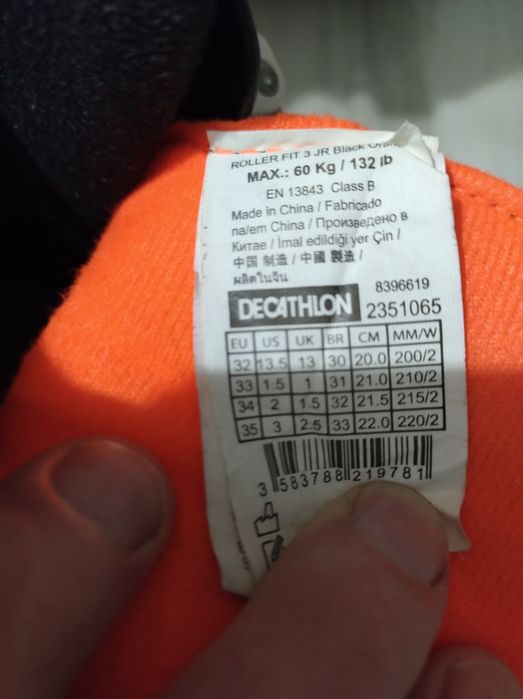 ROLLER FIT 3 JR Black
MAX.: 60 Kg / 132 lb
EN 13843 Class B
Made in China / Fabricado
na/em China / Произведено в
Китае / İmal edildiği yer Çin /
中国 制造 / 中國 製造 /
ผลิตในจีน
8396619
DECATHLON 2351065
EU US UK BR CM MM/W
32 13.5 13 30 20.0 200/2
33 1.5 1 31 21.0 210/2
34 2 1.5 32 21.5 215/2
35 3 2.5 33 22.0 220/2
3 583788 219781